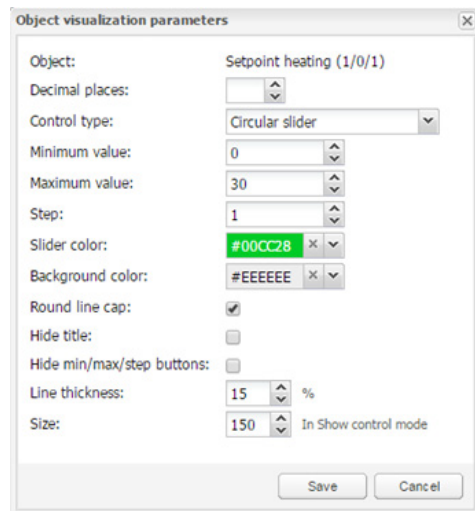 Object visualization parameters
Object: Setpoint heating (1/0/1)
Decimal places:
Control type: Circular slider
Minimum value: 0
Maximum value: 30
Step: 1
Slider color: #00CC28
Background color: #EEEEEE
Round line cap:
Hide title:
Hide min/max/step buttons:
Line thickness: 15 %
Size: 150 In Show control mode
Save Cancel